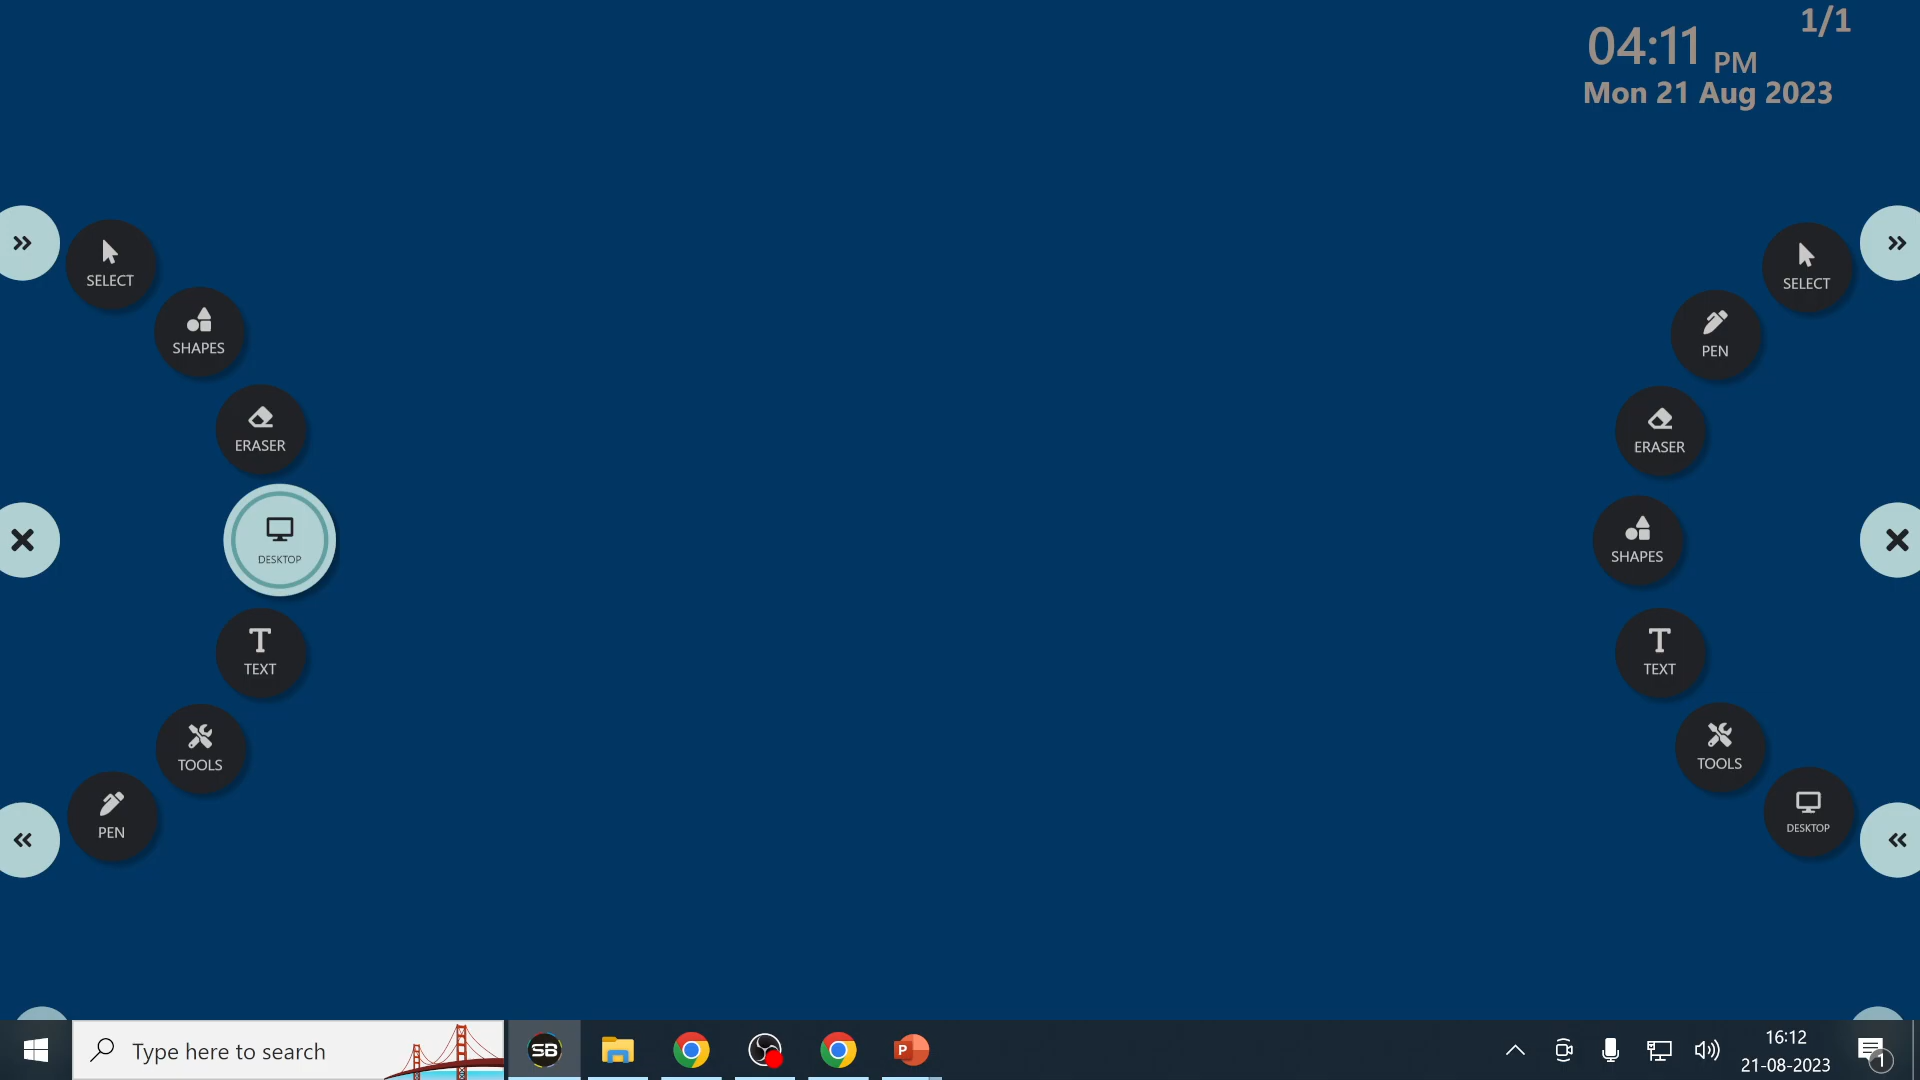 1/1
04:11 PM
Mon 21 Aug 2023
SELECT
SHAPES
ERASER
DESKTOP
TEXT
TOOLS
PEN
SELECT
PEN
ERASER
SHAPES
TEXT
TOOLS
DESKTOP
Type here to search
SB
P
16:12
21-08-2023
1